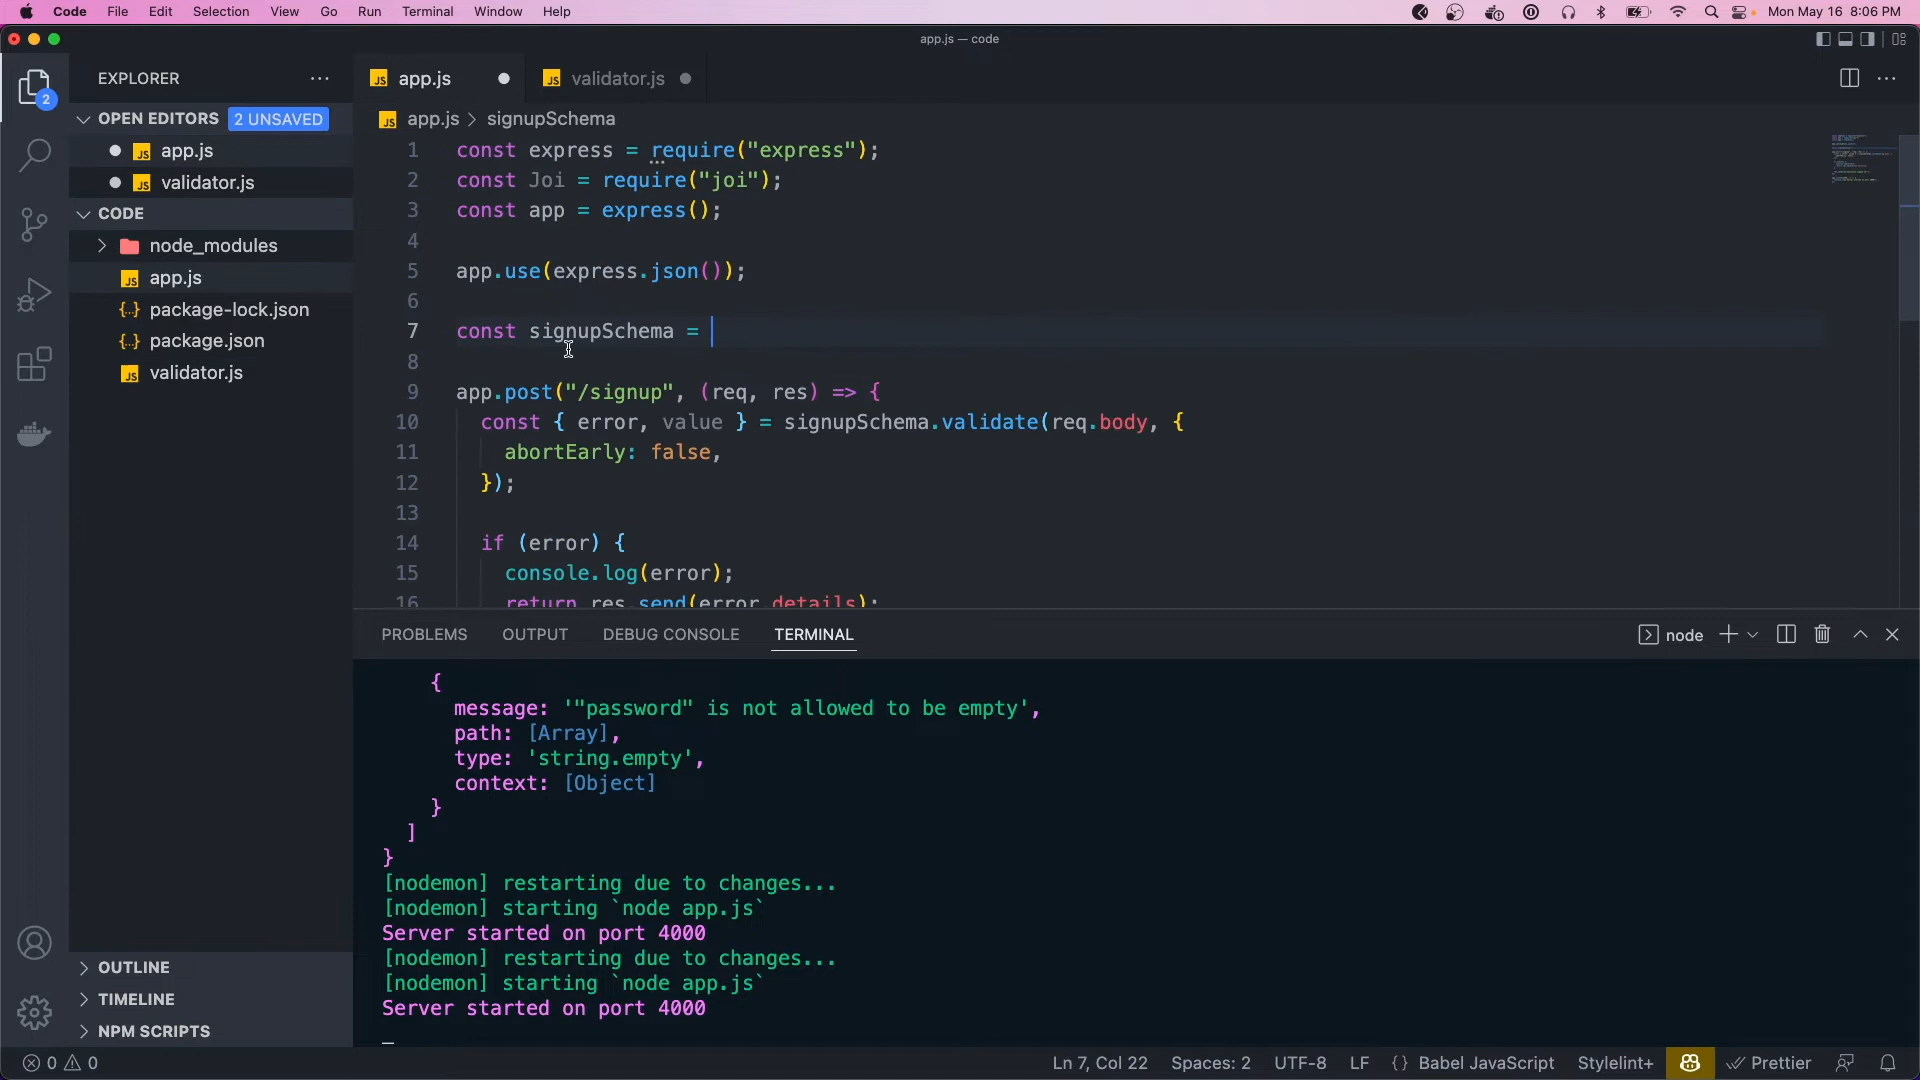 Code File Edit Selection View Go Run Terminal Window Help Mon May 16 8:06 PM
app.js — code
EXPLORER
app.js validator.js
2
OPEN EDITORS 2 UNSAVED
app.js > signupSchema
app.js
validator.js
CODE
node_modules
app.js
package-lock.json
package.json
validator.js
OUTLINE
TIMELINE
NPM SCRIPTS
1 const express = require("express");
2 const Joi = require("joi");
3 const app = express();
4
5 app.use(express.json());
6
7 const signupSchema =
8
9 app.post("/signup", (req, res) => {
10 const { error, value } = signupSchema.validate(req.body, {
11 abortEarly: false,
12 });
13
14 if (error) {
15 console.log(error);
16 return res.send(error.details);
PROBLEMS OUTPUT DEBUG CONSOLE TERMINAL node
{
message: '"password" is not allowed to be empty',
path: [Array],
type: 'string.empty',
context: [Object]
}
]
}
[nodemon] restarting due to changes...
[nodemon] starting `node app.js`
Server started on port 4000
[nodemon] restarting due to changes...
[nodemon] starting `node app.js`
Server started on port 4000
0 0 Ln 7, Col 22 Spaces: 2 UTF-8 LF {} Babel JavaScript Stylelint+ Prettier